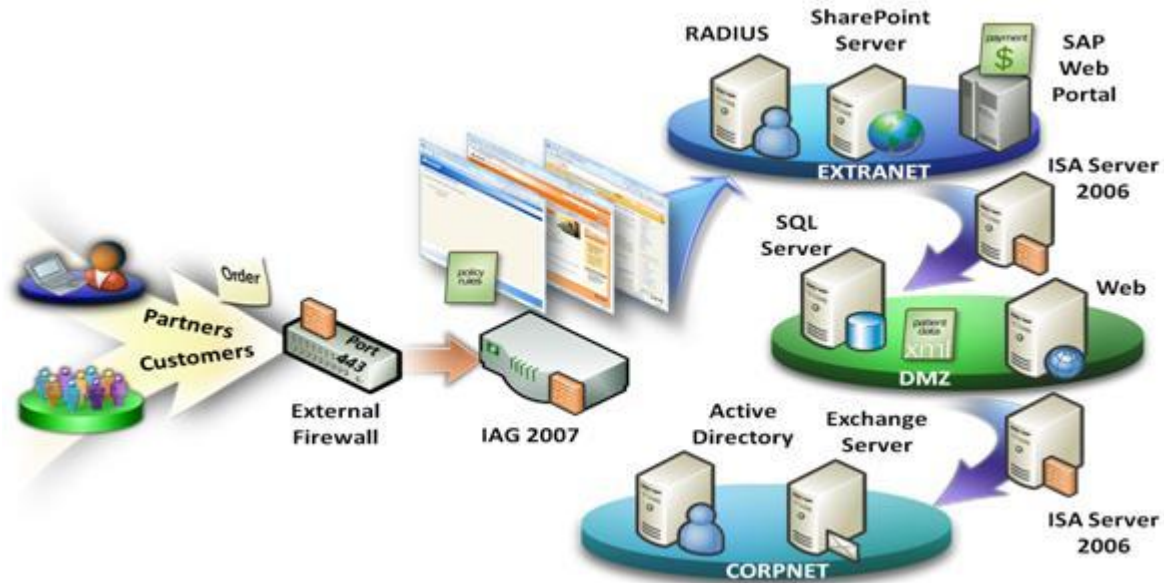 RADIUS
SharePoint
Server
payment
$
SAP
Web
Portal
EXTRANET
ISA Server
2006
SQL
Server
Web
patient
data
xml
DMZ
policy
rules
Order
Partners
Customers
Port
443
External
Firewall
IAG 2007
Active
Directory
Exchange
Server
CORPNET
ISA Server
2006